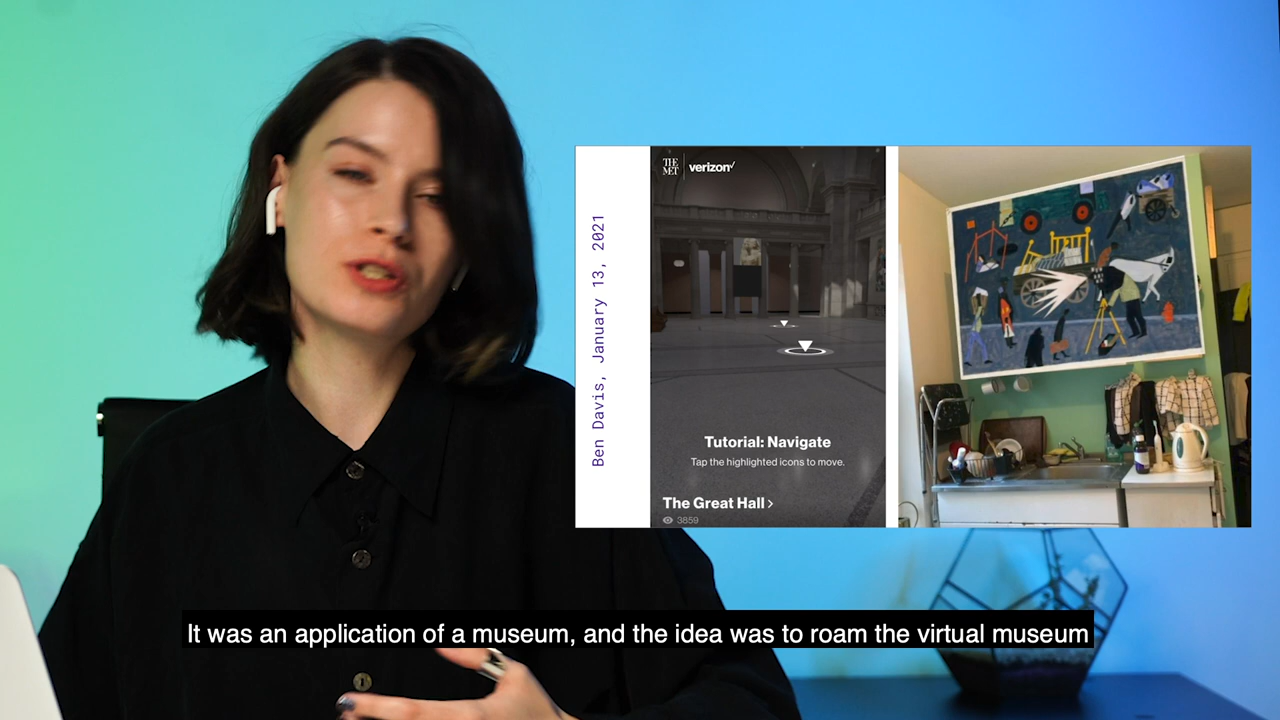 Ben Davis, January 13, 2021
THE
MET
verizon✓
Tutorial: Navigate
Tap the highlighted icons to move.
The Great Hall >
3859
It was an application of a museum, and the idea was to roam the virtual museum